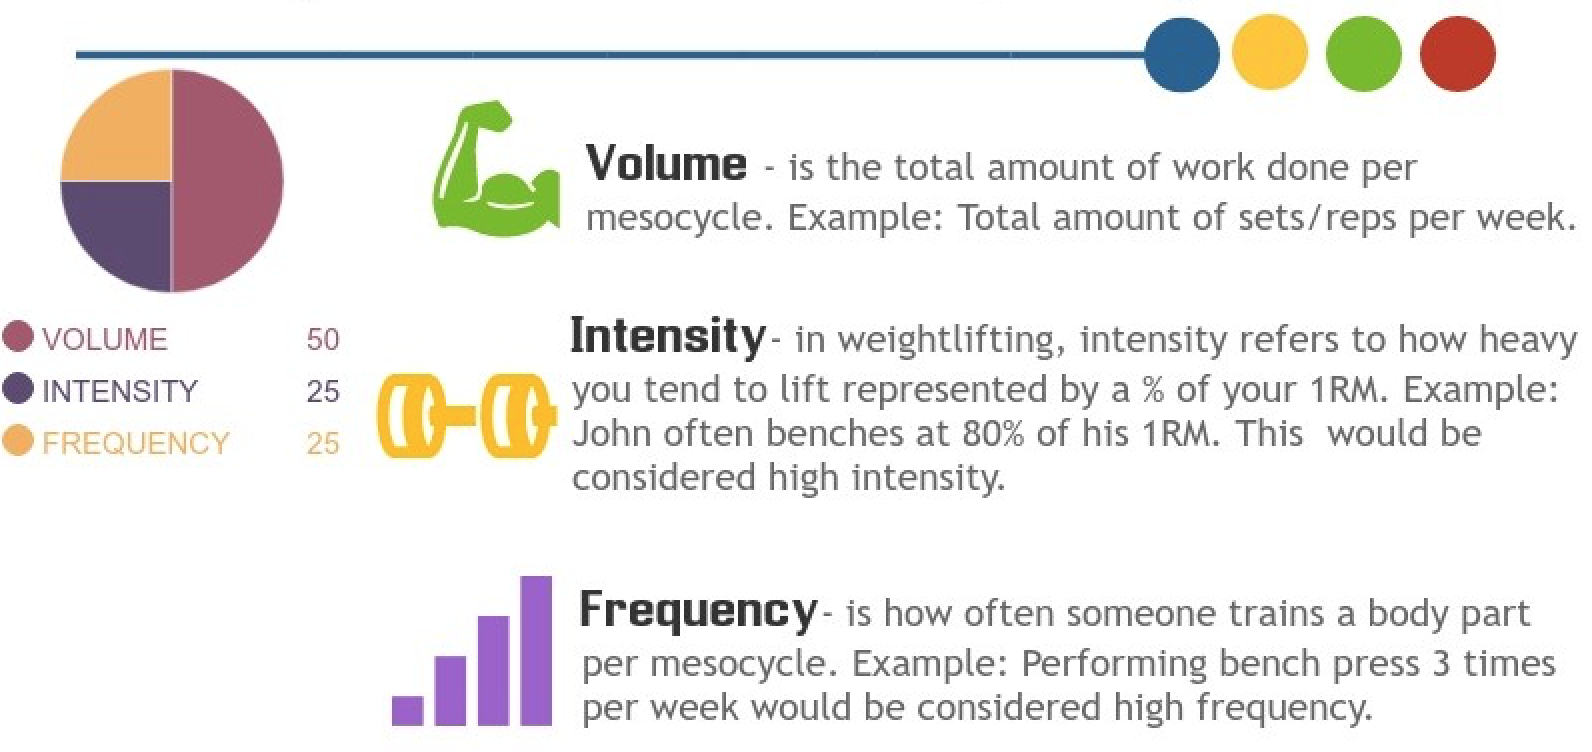 Volume - is the total amount of work done per
mesocycle. Example: Total amount of sets/reps per week.
VOLUME 50
INTENSITY 25
FREQUENCY 25
Intensity- in weightlifting, intensity refers to how heavy
you tend to lift represented by a % of your 1RM. Example:
John often benches at 80% of his 1RM. This would be
considered high intensity.
Frequency- is how often someone trains a body part
per mesocycle. Example: Performing bench press 3 times
per week would be considered high frequency.